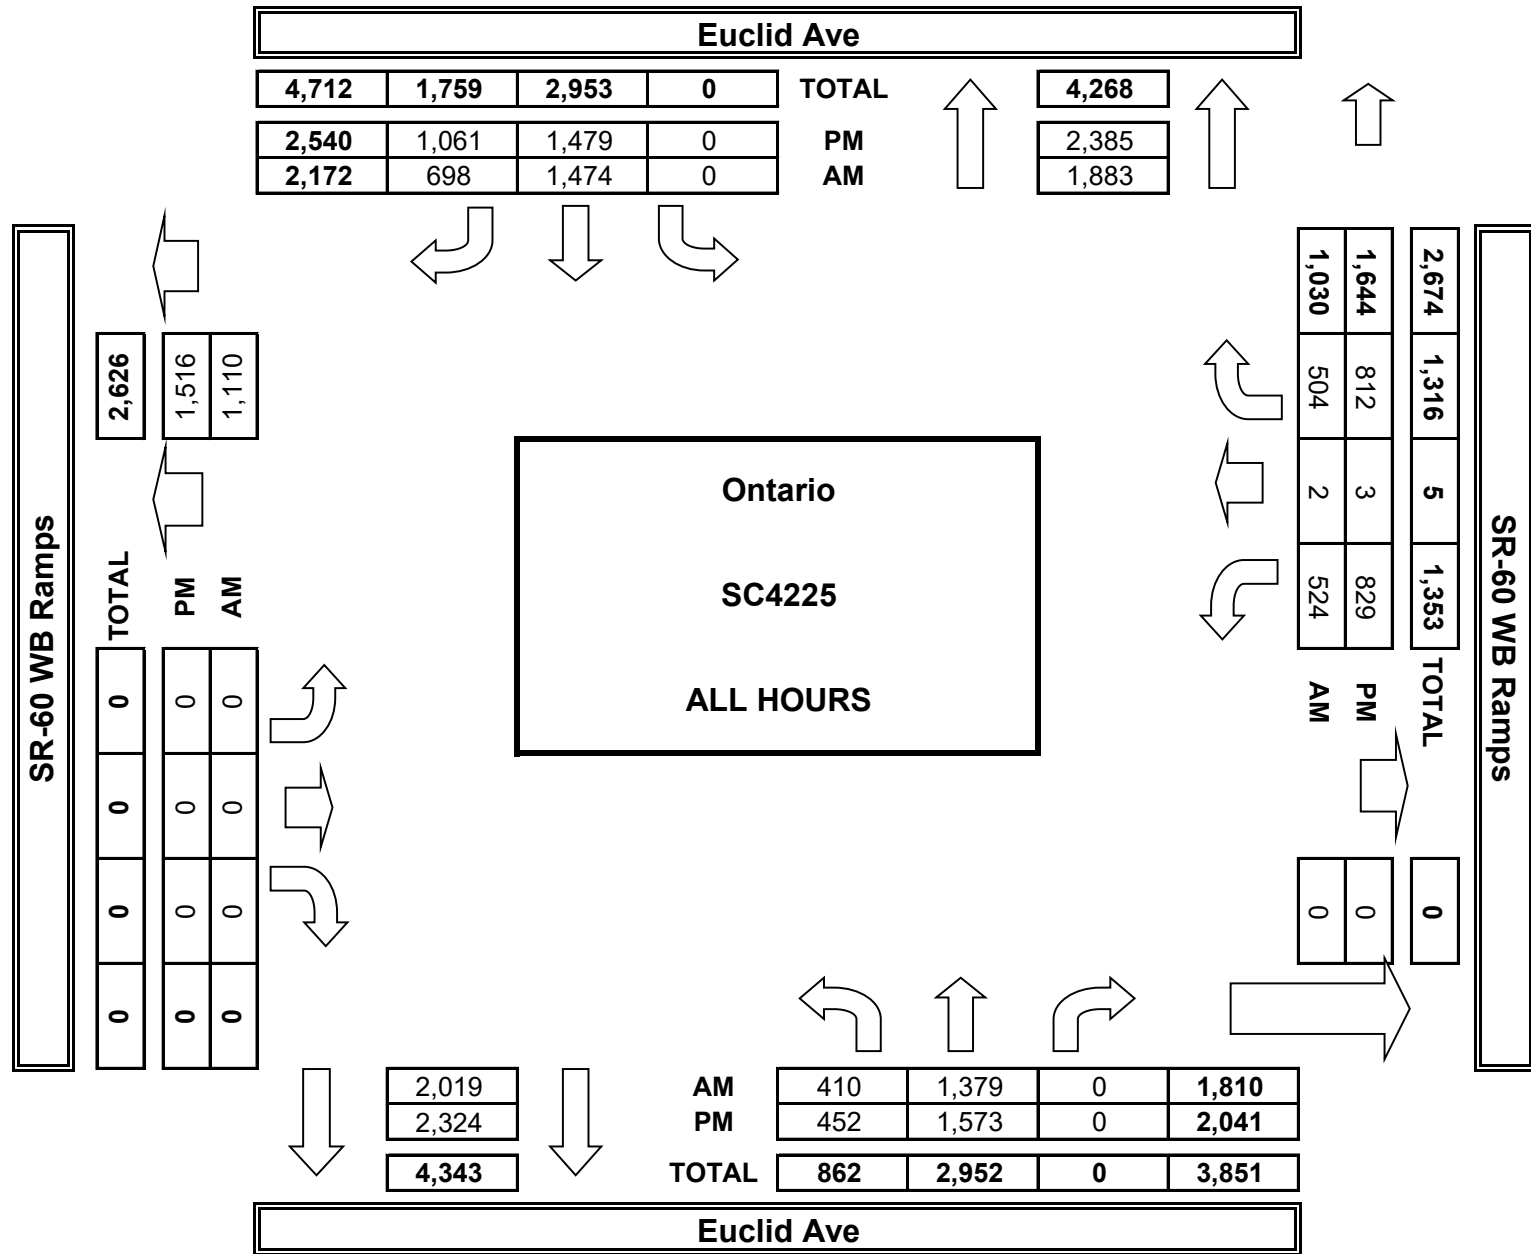 Euclid Ave
4,712 1,759 2,953 0 TOTAL 4,268
2,540 1,061 1,479 0 PM 2,385
2,172 698 1,474 0 AM 1,883
SR-60 WB Ramps
2,626 1,516 1,110
TOTAL PM AM
0 0 0
0 0 0
0 0 0
0 0 0
Ontario
SC4225
ALL HOURS
1,030 1,644 2,674
504 812 1,316
2 3 5
524 829 1,353
AM PM TOTAL
0 0 0
SR-60 WB Ramps
2,019 AM 410 1,379 0 1,810
2,324 PM 452 1,573 0 2,041
4,343 TOTAL 862 2,952 0 3,851
Euclid Ave